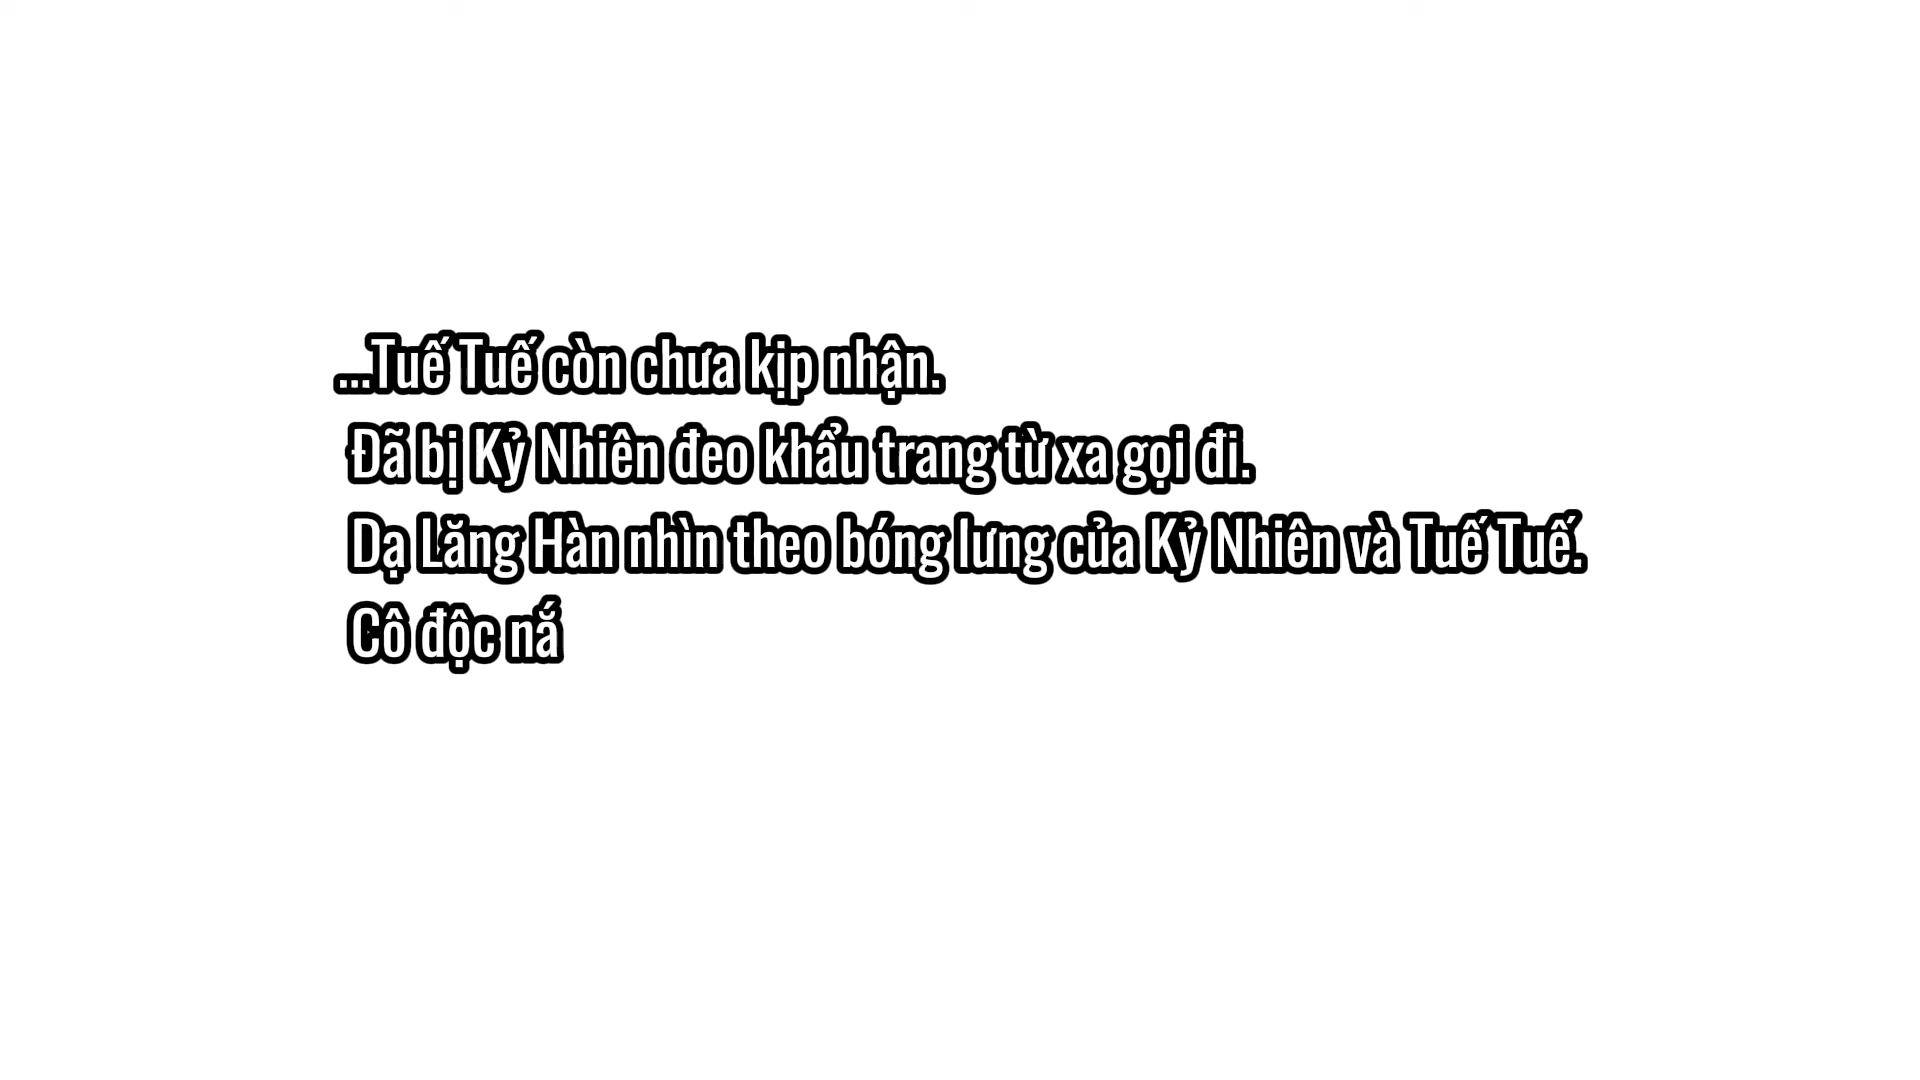 ...Tuế Tuế còn chưa kịp nhận.
Đã bị Kỷ Nhiên đeo khẩu trang từ xa gọi đi.
Dạ Lăng Hàn nhìn theo bóng lưng của Kỷ Nhiên và Tuế Tuế.
Cô độc nắ